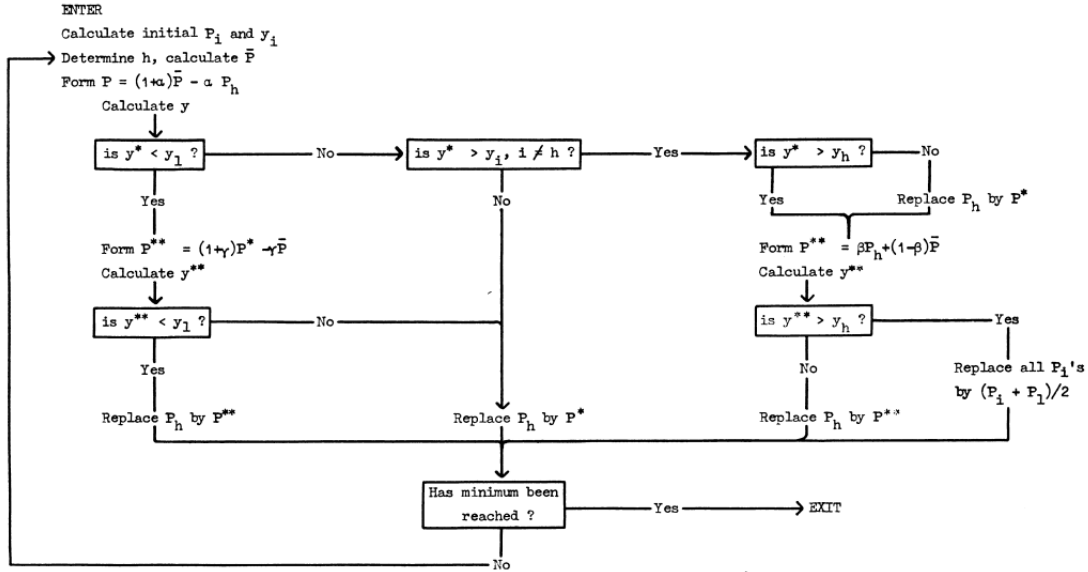 ENTER
Calculate initial P_i and y_i
Determine h, calculate P̄
Form P = (1+α)P̄ - α P_h
Calculate y
is y* < y_l ?
No
is y* > y_i, i ≠ h ?
Yes
is y* > y_h ?
No
Yes
No
Yes
Replace P_h by P*
Form P** = (1+γ)P* -γP̄
Form P** = βP_h+(1-β)P̄
Calculate y**
Calculate y**
is y** < y_l ?
No
is y** > y_h ?
Yes
Yes
No
Replace all P_i's
by (P_i + P_l)/2
Replace P_h by P**
Replace P_h by P*
Replace P_h by P**
Has minimum been
reached ?
Yes
EXIT
No